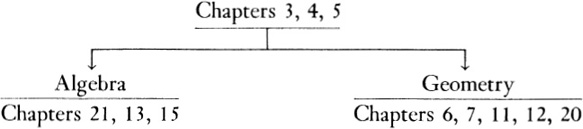 Chapters 3, 4, 5
Algebra
Chapters 21, 13, 15
Geometry
Chapters 6, 7, 11, 12, 20